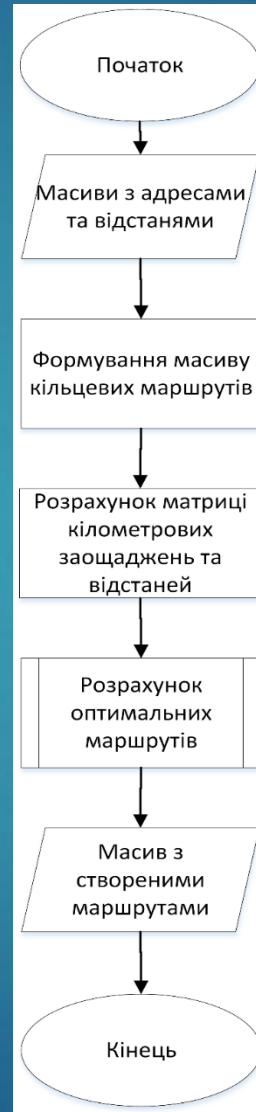 Початок
Масиви з адресами
та відстанями
Формування масиву
кільцевих маршрутів
Розрахунок матриці
кілометрових
заощаджень та
відстаней
Розрахунок
оптимальних
маршрутів
Масив з
створеними
маршрутами
Кінець